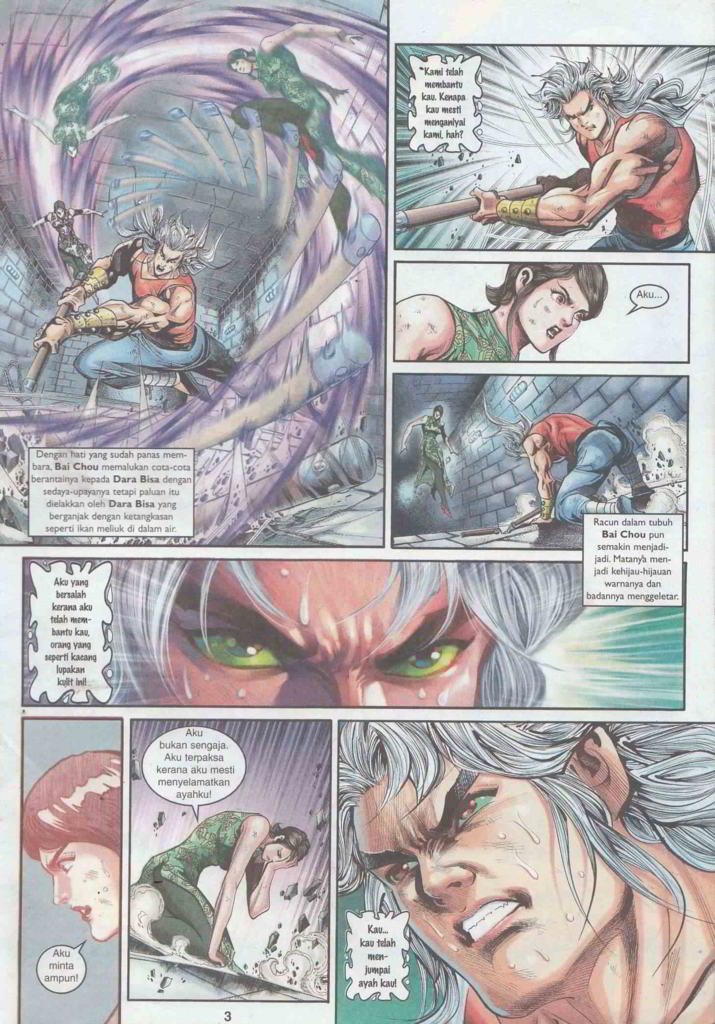 Dengan hati yang sudah panas mem-
bara, Bai Chou memalukan cota-cota
berantainya kepada Dara Bisa dengan
sedaya-upayanya tetapi paluan itu
dielakkan oleh Dara Bisa yang
berganjak dengan ketangkasan
seperti ikan meliuk di dalam air.
"Kami telah
membantu
kau. Kenapa
kau mesti
menganiyai
kami, hah?
Aku...
Racun dalam tubuh
Bai Chou pun
semakin menjadi-
jadi. Matanya men-
jadi kehijau-hijauan
warnanya dan
badannya menggeletar.
Aku yang
bersalah
kerana aku
telah mem-
bantu kau,
orang yang
seperti kacang
lupakan
kulit ini!
Aku
minta
ampun!
Aku
bukan sengaja.
Aku terpaksa
kerana aku mesti
menyelamatkan
ayahku!
Kau...
kau telah
men-
jumpai
ayah kau!
3